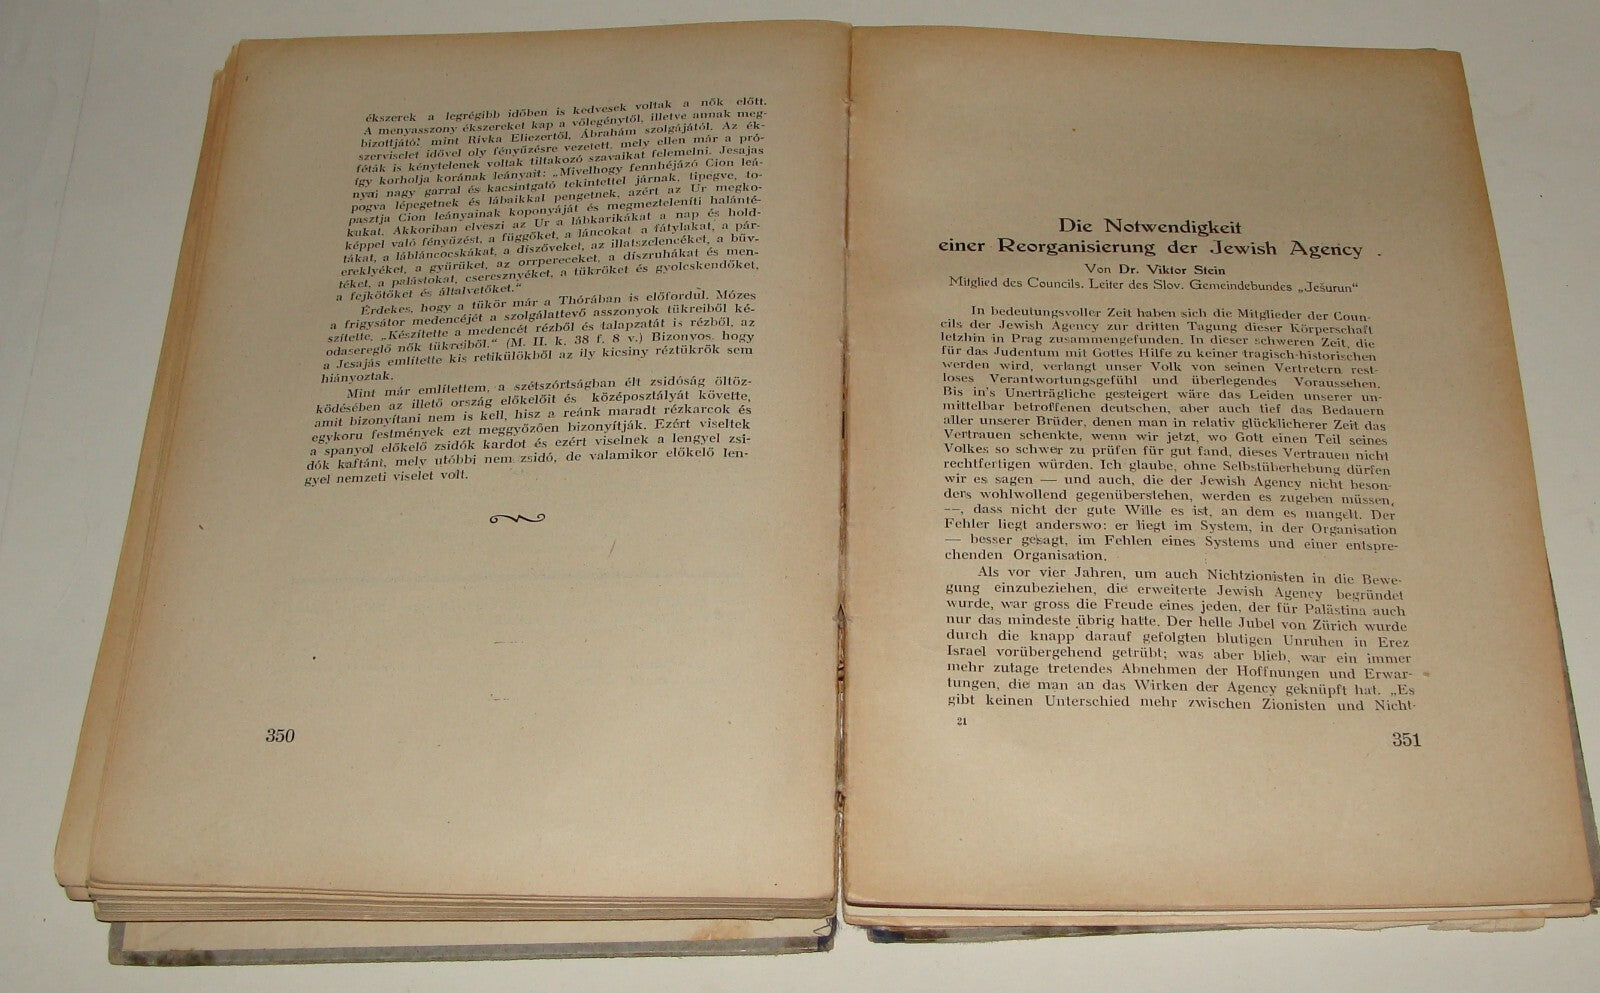 ékszerek a legrégibb időben is kedvesek voltak a nők előtt.
A menyasszony ékszereket kap a vőlegénytől, illetve annak meg-
bizottjátó! mint Rivka Eliezertől, Ábrahám szolgájától. Az ék-
szerviselet idővel oly fényűzésre vezetett, mely ellen már a pró-
féták is kénytelenek voltak tiltakozó szavaikat felemelni. Jesajas
így korholja korának leányait: „Mivelhogy fennhéjázó Cion leá-
nyai nagy garral és kacsintgató tekintettel járnak, tipegve, to-
pogva lépegetnek és lábaikkal pengetnek, azért az Ur megko-
pasztja Cion leányainak koponyáját és megmezteleníti halánté-
kukat. Akkoriban elveszi az Ur a lábkarikákat a nap és hold-
képpel való fényűzést, a függőket, a láncokat a fátylakat, a pár-
tákat, a lábláncocskákat, a díszöveket, az illatszelencéket, a bűv-
ereklyéket, a gyűrűket, az orrpereceket, a díszruhákat és men-
téket, a palástokat, cseresznyéket, a tükröket és gyolcskendőket,
a fejkötőket és általvetőket.“
Érdekes, hogy a tükör már a Thórában is előfordul. Mózes
a frigysátor medencéjét a szolgálattevő asszonyok tükreiből ké-
szítette, „Készítette a medencét rézből és talapzatát is rézből, az
odasereglő nők tükreiből.“ (M. II. k. 38 f. 8 v.) Bizonyos, hogy
a Jesajás említette kis retikülökből az ily kicsiny réztükrök sem
hiányoztak.
Mint már említettem, a szétszórtságban élt zsidóság öltöz-
ködésében az illető ország előkelőit és középosztályát követte,
amit bizonyítani nem is kell, hisz a reánk maradt rézkarcok és
egykoru festmények ezt meggyőzően bizonyítják. Ezért viseltek
a spanyol előkelő zsidók kardot és ezért viselnek a lengyel zsi-
dók kaftánt, mely utóbbi nem zsidó, de valamikor előkelő len-
gyel nemzeti viselet volt.
350
Die Notwendigkeit
einer Reorganisierung der Jewish Agency .
Von Dr. Viktor Stein
Mitglied des Councils. Leiter des Slov. Gemeindebundes „Ješurun“
In bedeutungsvoller Zeit haben sich die Mitglieder der Coun-
cils der Jewish Agency zur dritten Tagung dieser Körperschaft
letzhin in Prag zusammengefunden. In dieser schweren Zeit, die
für das Judentum mit Gottes Hilfe zu keiner tragisch-historischen
werden wird, verlangt unser Volk von seinen Vertretern rest-
loses Verantwortungsgefühl und überlegendes Voraussehen.
Bis in's Unerträgliche gesteigert wäre das Leiden unserer un-
mittelbar betroffenen deutschen, aber auch tief das Bedauern
aller unserer Brüder, denen man in relativ glücklicherer Zeit das
Vertrauen schenkte, wenn wir jetzt, wo Gott einen Teil seines
Volkes so schwer zu prüfen für gut fand, dieses Vertrauen nicht
rechtfertigen würden. Ich glaube, ohne Selbstüberhebung dürfen
wir es sagen — und auch, die der Jewish Agency nicht beson-
ders wohlwollend gegenüberstehen, werden es zugeben müssen,
—, dass nicht der gute Wille es ist, an dem es mangelt. Der
Fehler liegt anderswo: er liegt im System, in der Organisation
— besser gesagt, im Fehlen eines Systems und einer entspre-
chenden Organisation.
Als vor vier Jahren, um auch Nichtzionisten in die Bewe-
gung einzubeziehen, die erweiterte Jewish Agency begründet
wurde, war gross die Freude eines jeden, der für Palästina auch
nur das mindeste übrig hatte. Der helle Jubel von Zürich wurde
durch die knapp darauf gefolgten blutigen Unruhen in Erez
Israel vorübergehend getrübt; was aber blieb, war ein immer
mehr zutage tretendes Abnehmen der Hoffnungen und Erwar-
tungen, die man an das Wirken der Agency geknüpft hat. „Es
gibt keinen Unterschied mehr zwischen Zionisten und Nicht-
21
351